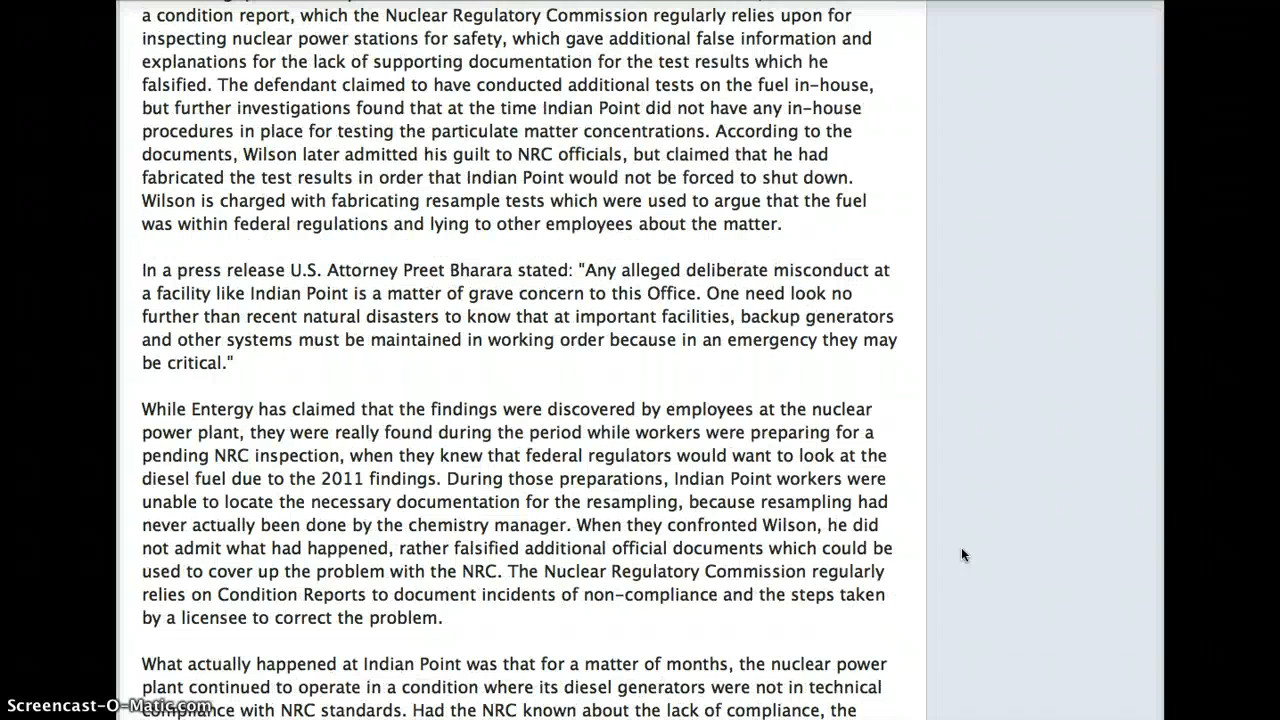 a condition report, which the Nuclear Regulatory Commission regularly relies upon for
inspecting nuclear power stations for safety, which gave additional false information and
explanations for the lack of supporting documentation for the test results which he
falsified. The defendant claimed to have conducted additional tests on the fuel in-house,
but further investigations found that at the time Indian Point did not have any in-house
procedures in place for testing the particulate matter concentrations. According to the
documents, Wilson later admitted his guilt to NRC officials, but claimed that he had
fabricated the test results in order that Indian Point would not be forced to shut down.
Wilson is charged with fabricating resample tests which were used to argue that the fuel
was within federal regulations and lying to other employees about the matter.
In a press release U.S. Attorney Preet Bharara stated: "Any alleged deliberate misconduct at
a facility like Indian Point is a matter of grave concern to this Office. One need look no
further than recent natural disasters to know that at important facilities, backup generators
and other systems must be maintained in working order because in an emergency they may
be critical."
While Entergy has claimed that the findings were discovered by employees at the nuclear
power plant, they were really found during the period while workers were preparing for a
pending NRC inspection, when they knew that federal regulators would want to look at the
diesel fuel due to the 2011 findings. During those preparations, Indian Point workers were
unable to locate the necessary documentation for the resampling, because resampling had
never actually been done by the chemistry manager. When they confronted Wilson, he did
not admit what had happened, rather falsified additional official documents which could be
used to cover up the problem with the NRC. The Nuclear Regulatory Commission regularly
relies on Condition Reports to document incidents of non-compliance and the steps taken
by a licensee to correct the problem.
What actually happened at Indian Point was that for a matter of months, the nuclear power
plant continued to operate in a condition where its diesel generators were not in technical
compliance with NRC standards. Had the NRC known about the lack of compliance, the
Screencast-O-Matic.com